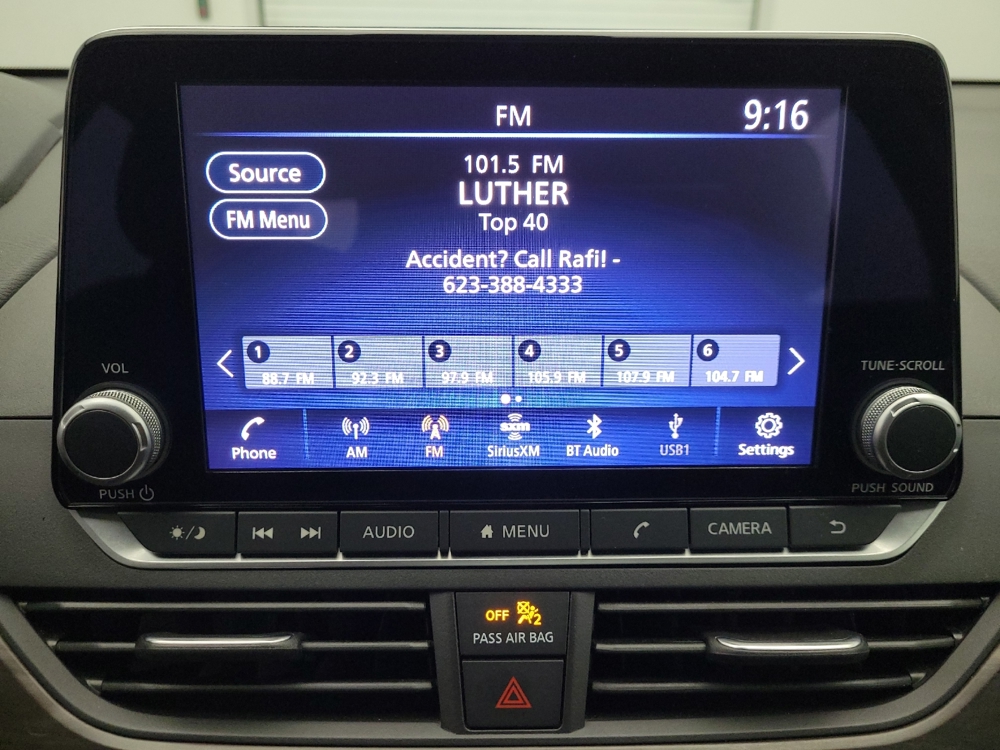 FM
9:16
Source
FM Menu
101.5 FM
LUTHER
Top 40
Accident? Call Rafi! -
623-388-4333
1 2 3 4 5 6
88.7 FM 92.3 FM 97.9 FM 105.9 FM 107.9 FM 104.7 FM
sxm
Phone AM FM SiriusXM BT Audio USB1 Settings
VOL
PUSH
TUNE·SCROLL
PUSH SOUND
AUDIO MENU CAMERA
OFF 2
PASS AIR BAG